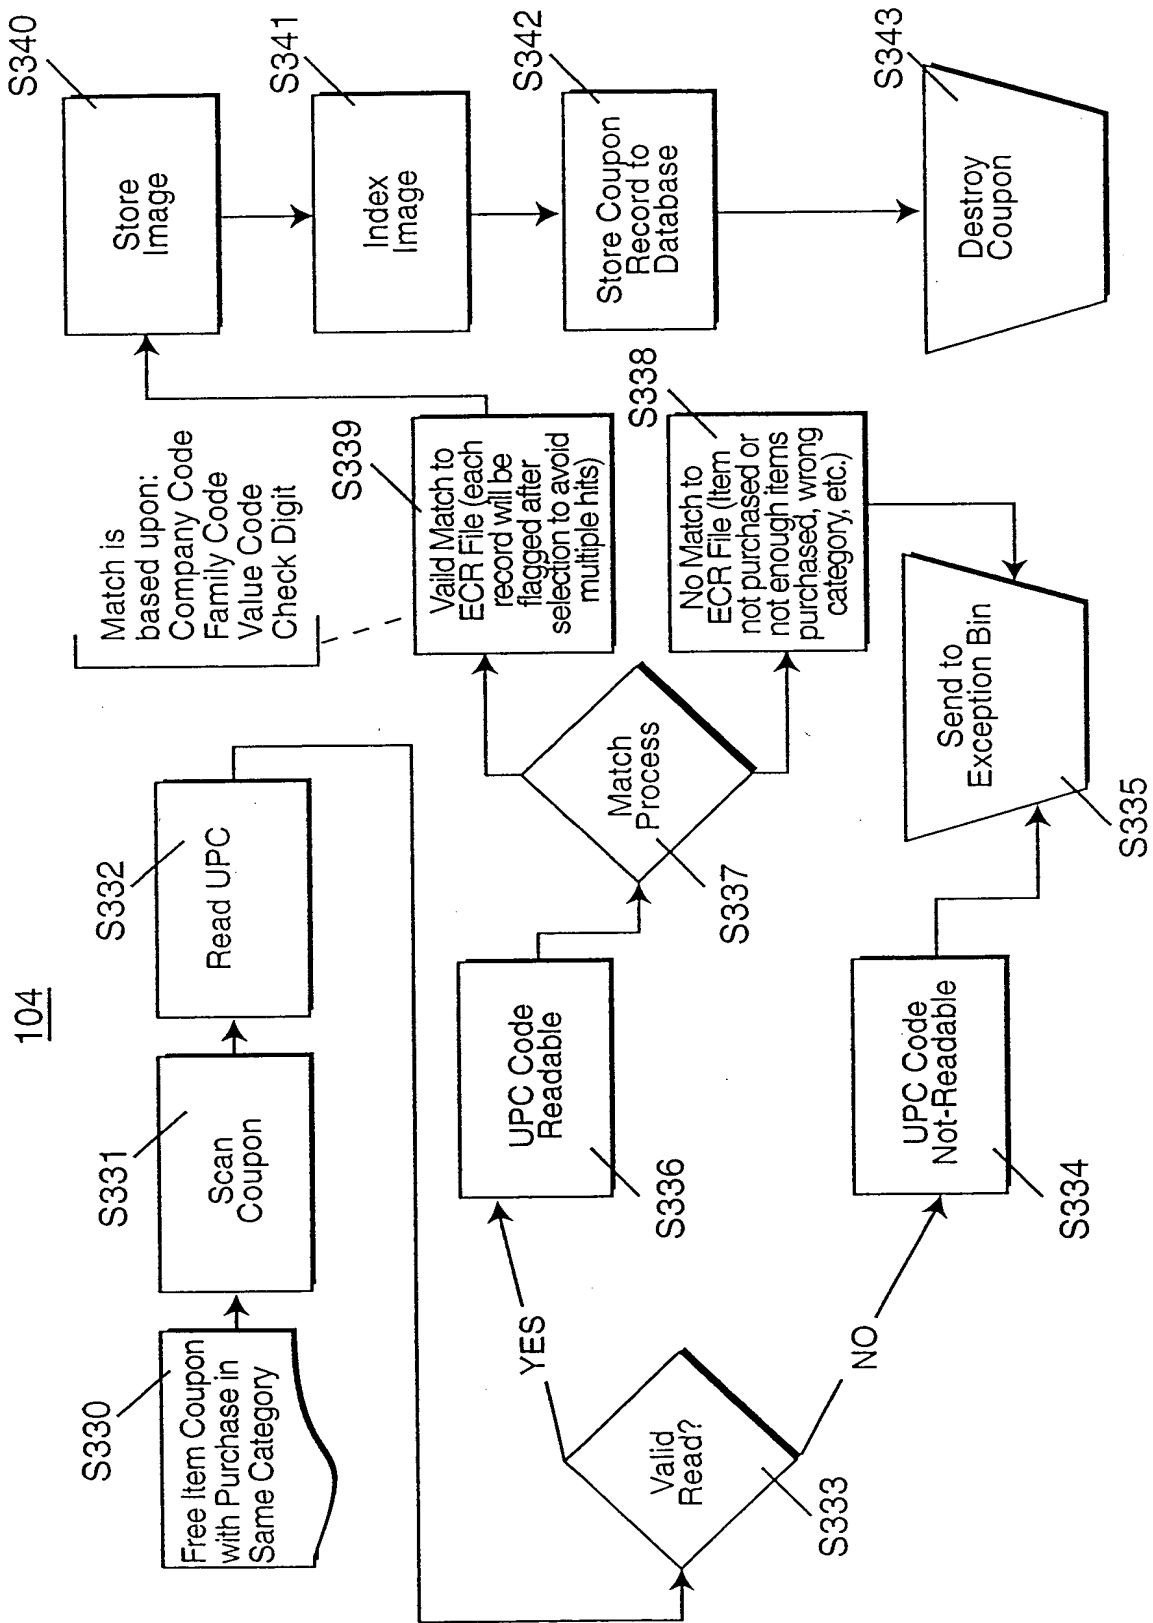 104
S330
Free Item Coupon
with Purchase in
Same Category
S331
Scan
Coupon
S332
Read UPC
Valid
Read?
S333
YES
NO
UPC Code
Readable
S336
UPC Code
Not-Readable
S334
Match
Process
S337
Match is
based upon:
Company Code
Family Code
Value Code
Check Digit
S339
Vaild Match to
ECR File (each
record will be
flagged after
selection to avoid
multiple hits)
S338
No Match to
ECR File (Item
not purchased or
not enough items
purchased, wrong
category, etc.)
Send to
Exception Bin
S335
S340
Store
Image
S341
Index
Image
S342
Store Coupon
Record to
Database
S343
Destroy
Coupon